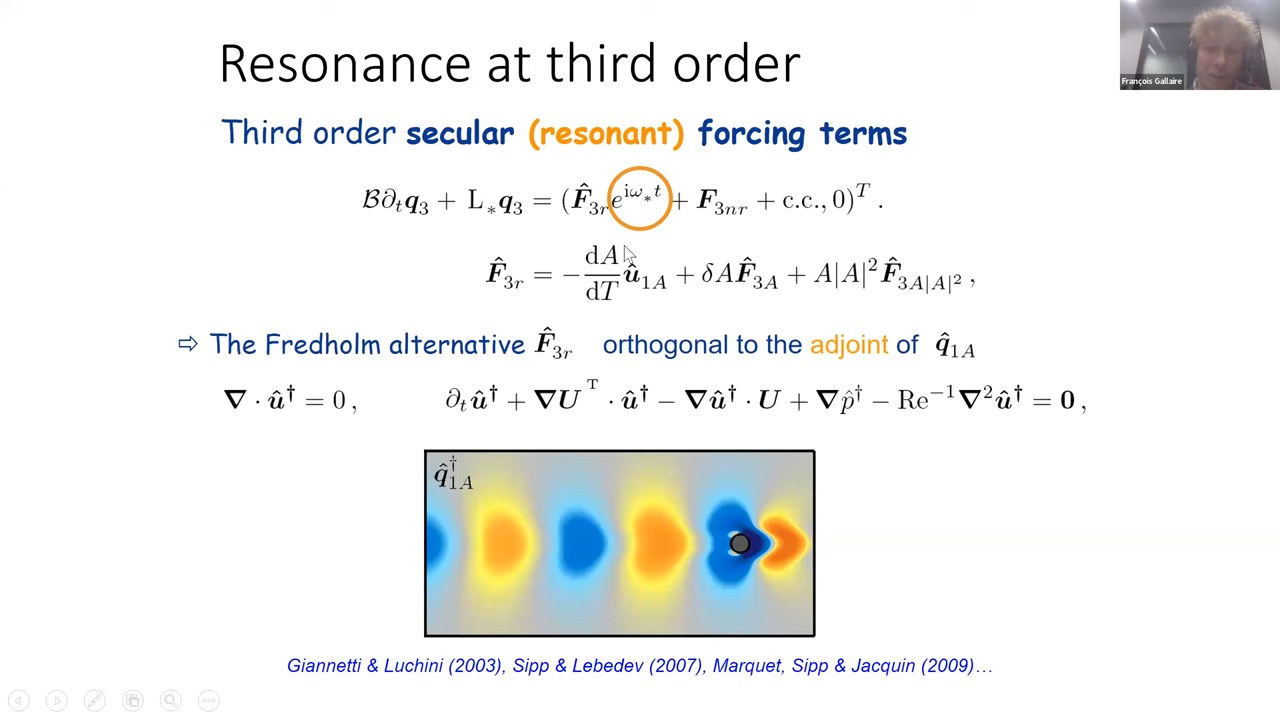 Resonance at third order
François Gallaire
Third order secular (resonant) forcing terms
ℬ∂ₜq₃ + L₊q₃ = (F̂₃ᵣe^{iω₊t} + F₃ₙᵣ + c.c., 0)ᵀ .
F̂₃ᵣ = −dA/dT û₁A + δAF̂₃A + A|A|²F̂₃A|A|² ,
⇨ The Fredholm alternative F̂₃ᵣ orthogonal to the adjoint of q̂₁A
∇ · û† = 0 , ∂ₜû† + ∇Uᵀ · û† − ∇û† · U + ∇p̂† − Re⁻¹∇²û† = 0 ,
q̂†₁A
Giannetti & Luchini (2003), Sipp & Lebedev (2007), Marquet, Sipp & Jacquin (2009)…